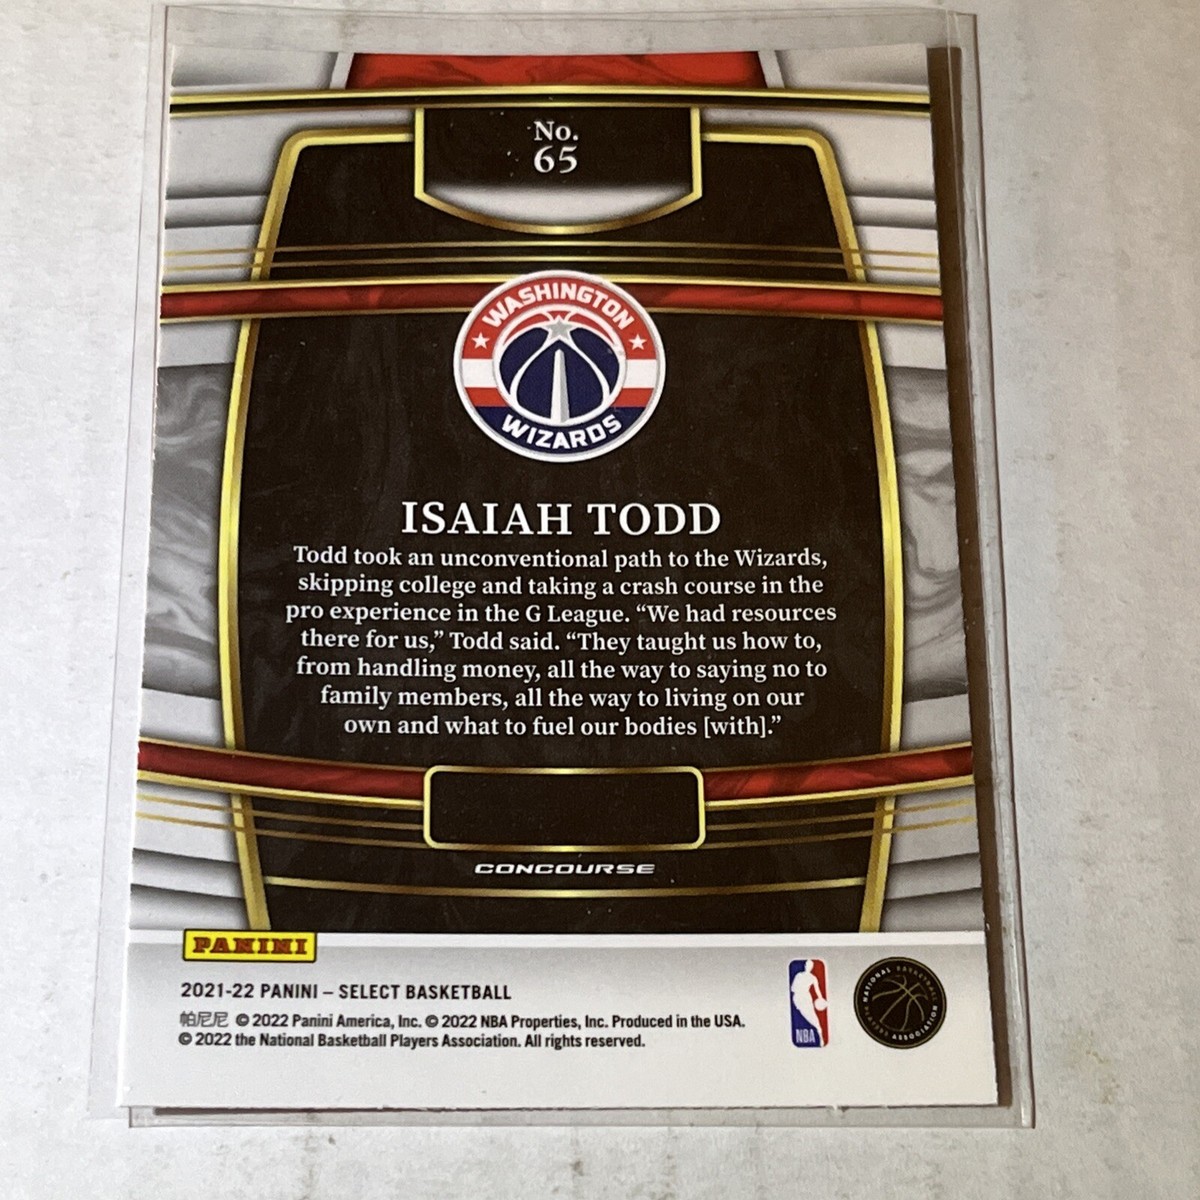 No.
65
WASHINGTON
WIZARDS
ISAIAH TODD
Todd took an unconventional path to the Wizards,
skipping college and taking a crash course in the
pro experience in the G League. “We had resources
there for us,” Todd said. “They taught us how to,
from handling money, all the way to saying no to
family members, all the way to living on our
own and what to fuel our bodies [with].”
CONCOURSE
PANINI
2021-22 PANINI – SELECT BASKETBALL
帕尼尼 © 2022 Panini America, Inc. © 2022 NBA Properties, Inc. Produced in the USA.
© 2022 the National Basketball Players Association. All rights reserved.
NBA
NATIONAL BASKETBALL
PLAYERS ASSOCIATION